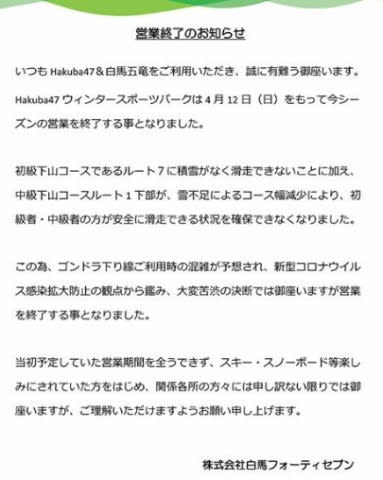 営業終了のお知らせ
いつも Hakuba47＆白馬五竜をご利用いただき、誠に有難う御座います。
Hakuba47 ウィンタースポーツパークは 4 月 12 日（日）をもって今シー
ズンの営業を終了する事となりました。
初級下山コースであるルート７に積雪がなく滑走できないことに加え、
中級下山コースルート１下部が、雪不足によるコース幅減少により、初
級者・中級者の方が安全に滑走できる状況を確保できなくなりました。
この為、ゴンドラ下り線ご利用時の混雑が予想され、新型コロナウイル
ス感染拡大防止の観点から鑑み、大変苦渋の決断では御座いますが営業
を終了する事となりました。
当初予定していた営業期間を全うできず、スキー・スノーボード等楽し
みにされていた方をはじめ、関係各所の方々には申し訳ない限りでは御
座いますが、ご理解いただけますようお願い申し上げます。
株式会社白馬フォーティセブン